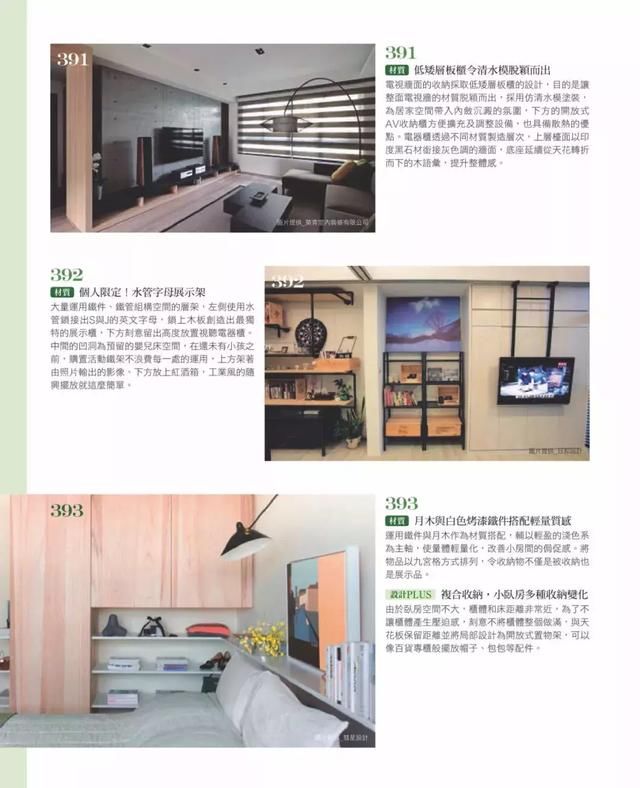 391
391
材質 低矮層板櫃令清水模脫穎而出
電視牆面的收納採取低矮層板櫃的設計，目的是讓
整面電視牆的材質脫穎而出，採用仿清水模塗裝，
為居家空間帶入內斂沉澱的氛圍，下方的開放式
AV收納櫃方便擴充及調整設備，也具備散熱的優
點。電器櫃透過不同材質製造層次，上層檯面以印
度黑石材銜接灰色調的牆面，底座延續從天花轉折
而下的木語彙，提升整體感。
圖片提供_築青室內裝修有限公司
392
材質 個人限定！水管字母展示架
大量運用鐵件、鐵管組構空間的層架，左側使用水
管鎖接出S與J的英文字母，鎖上木板創造出最獨
特的展示櫃，下方刻意留出高度放置視聽電器櫃。
中間的凹洞為預留的嬰兒床空間，在還未有小孩之
前，購置活動鐵架不浪費每一處的運用，上方架著
由照片輸出的影像、下方放上紅酒箱，工業風的隨
興擺放就這麼簡單。
392
393
393
材質 月木與白色烤漆鐵件搭配輕量質感
運用鐵件與月木作為材質搭配，輔以輕盈的淺色系
為主軸，使量體輕量化，改善小房間的侷促感。將
物品以九宮格方式排列，令收納物不僅是被收納也
是展示品。
設計PLUS 複合收納，小臥房多種收納變化
由於臥房空間不大，櫃體和床距離非常近，為了不
讓櫃體產生壓迫感，刻意不將櫃體整個做滿，與天
花板保留距離並將局部設計為開放式置物架，可以
像百貨專櫃般擺放帽子、包包等配件。
圖片提供_彗星設計